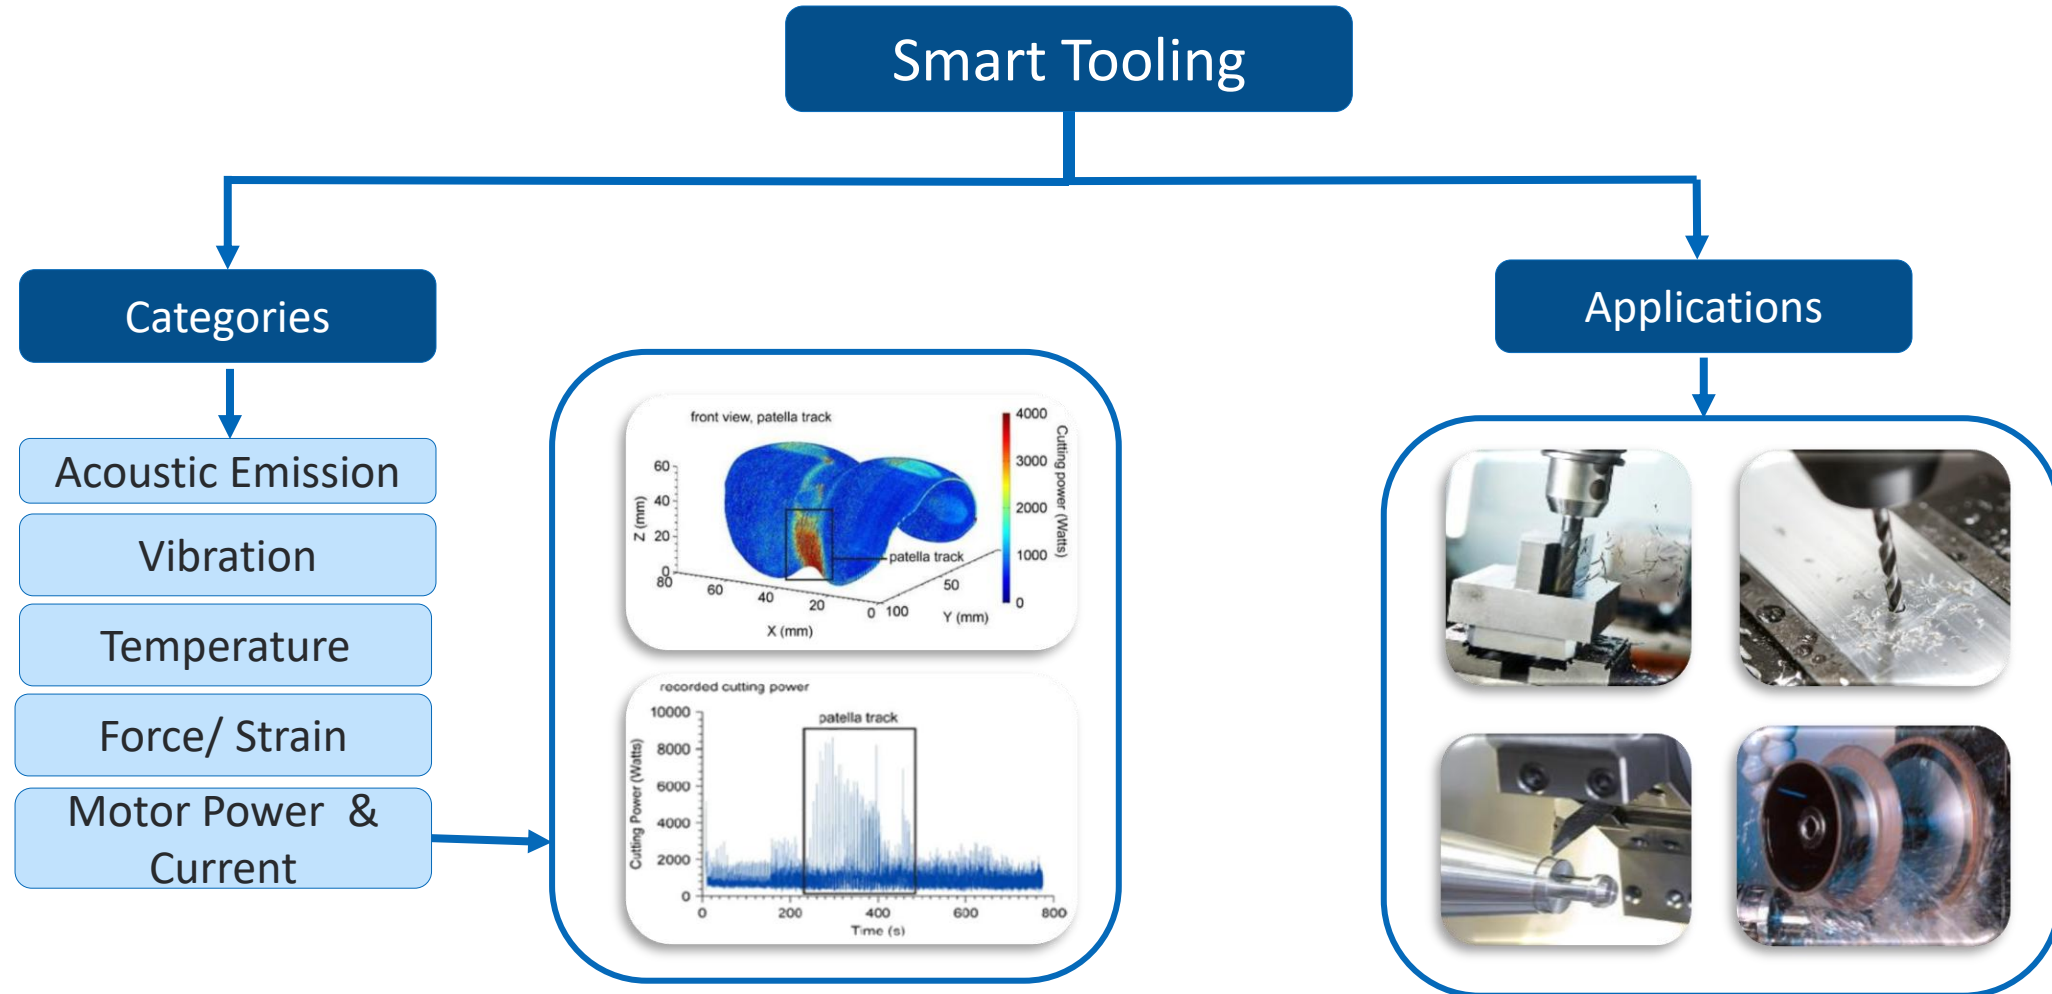 Smart Tooling
Categories
Applications
Acoustic Emission
Vibration
Temperature
Force/ Strain
Motor Power  &
Current
front view, patella track
4000
3000
2000
1000
0
Cutting power (Watts)
60
40
20
0
Z (mm)
80
60
40
20
0
X (mm)
100
50
Y (mm)
patella track
recorded cutting power
patella track
10000
8000
6000
4000
2000
0
Cutting Power (Watts)
0
200
400
600
800
Time (s)